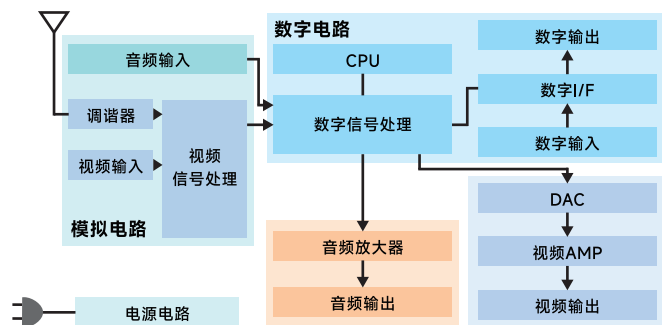 数字电路
音频输入
CPU
数字输出
调谐器
数字信号处理
数字I/F
视频输入
视频
信号处理
数字输入
模拟电路
DAC
音频放大器
视频AMP
音频输出
视频输出
电源电路